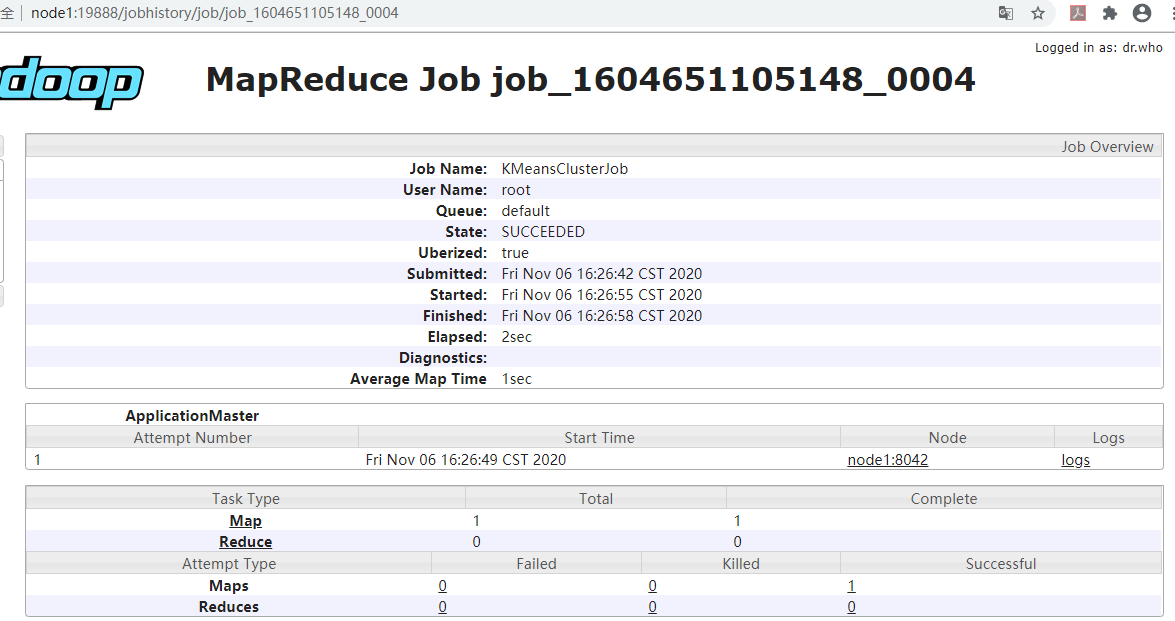 全 node1:19888/jobhistory/job/job_1604651105148_0004
Logged in as: dr.who
doop
MapReduce Job job_1604651105148_0004
Job Overview
Job Name: KMeansClusterJob
User Name: root
Queue: default
State: SUCCEEDED
Uberized: true
Submitted: Fri Nov 06 16:26:42 CST 2020
Started: Fri Nov 06 16:26:55 CST 2020
Finished: Fri Nov 06 16:26:58 CST 2020
Elapsed: 2sec
Diagnostics:
Average Map Time 1sec
ApplicationMaster
Attempt Number Start Time Node Logs
1 Fri Nov 06 16:26:49 CST 2020 node1:8042 logs
Task Type Total Complete
Map 1 1
Reduce 0 0
Attempt Type Failed Killed Successful
Maps 0 0 1
Reduces 0 0 0